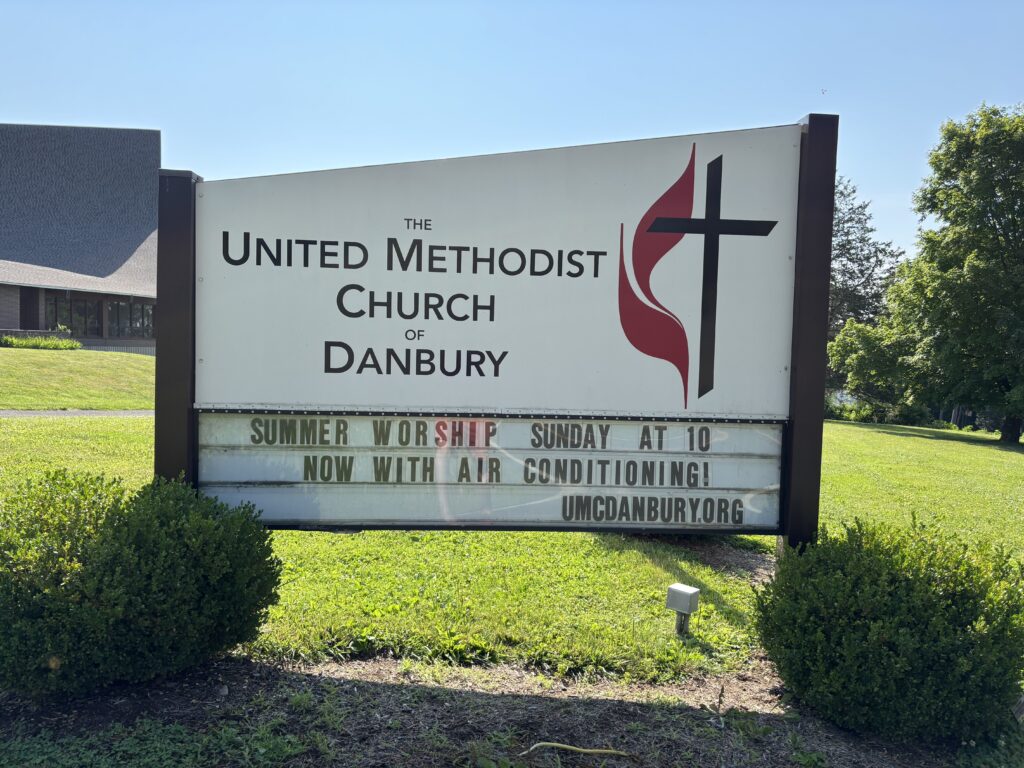 THE
UNITED METHODIST
CHURCH
OF
DANBURY
SUMMER WORSHIP SUNDAY AT 10
NOW WITH AIR CONDITIONING!
UMCDANBURY.ORG